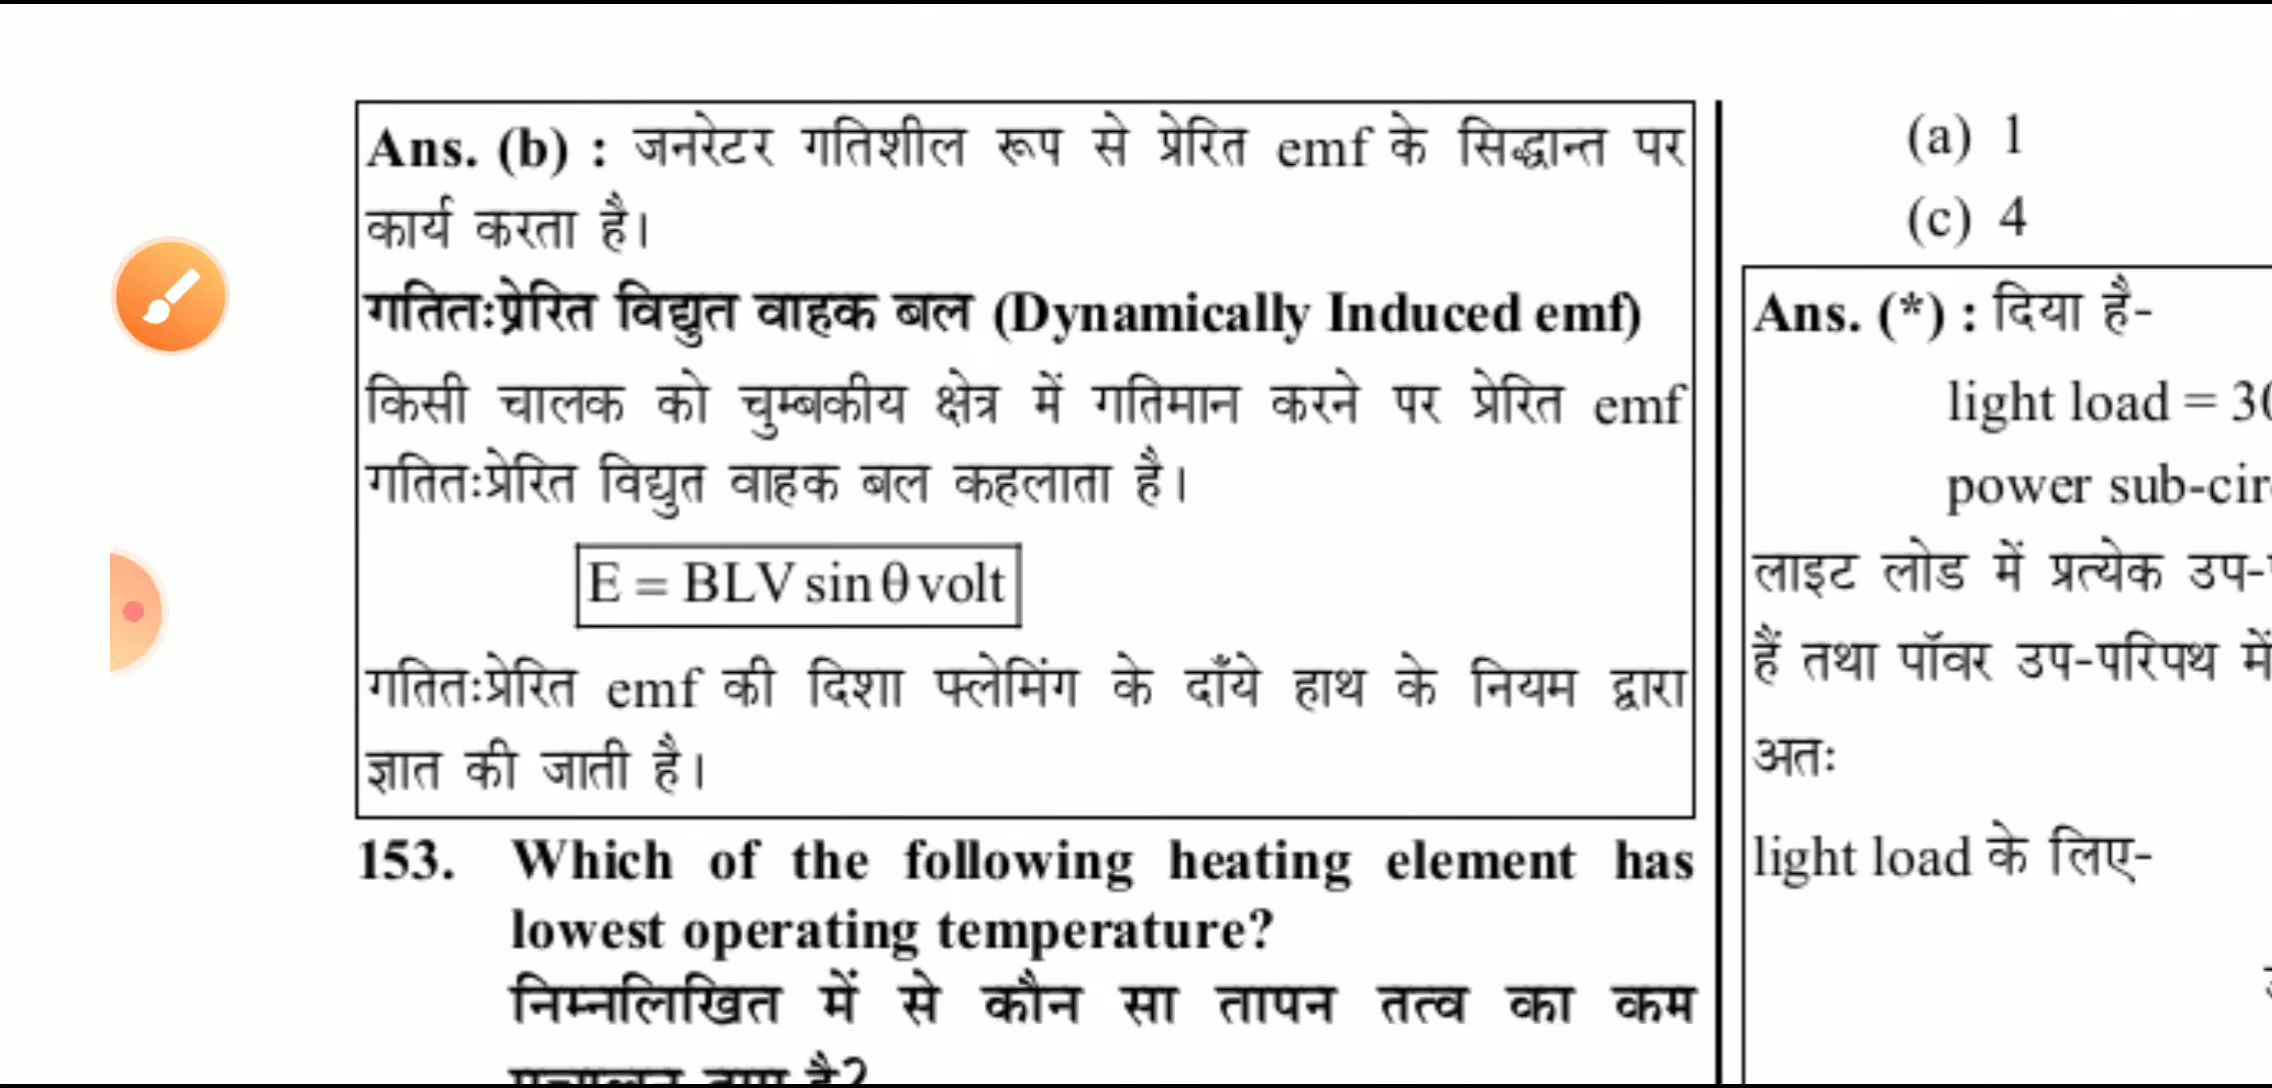 Ans. (b) : जनरेटर गतिशील रूप से प्रेरित emf के सिद्धान्त पर
कार्य करता है।
गतितःप्रेरित विद्युत वाहक बल (Dynamically Induced emf)
किसी चालक को चुम्बकीय क्षेत्र में गतिमान करने पर प्रेरित emf
गतितःप्रेरित विद्युत वाहक बल कहलाता है।
E = BLV sin θ volt
गतितःप्रेरित emf की दिशा फ्लेमिंग के दाँये हाथ के नियम द्वारा
ज्ञात की जाती है।
153. Which of the following heating element has
lowest operating temperature?
निम्नलिखित में से कौन सा तापन तत्व का कम
है?
(a) 1
(c) 4
Ans. (*) : दिया है-
light load = 30
power sub-cir
लाइट लोड में प्रत्येक उप-
हैं तथा पॉवर उप-परिपथ में
अतः
light load के लिए-